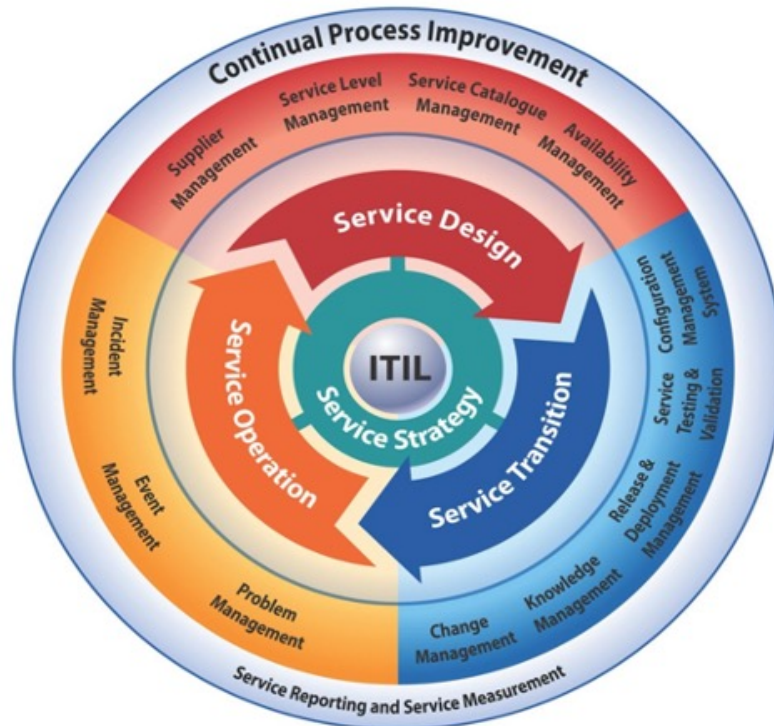 Continual Process Improvement
Supplier
Management
Service Level
Management
Service Catalogue
Management
Availability
Management
Configuration
Management
System
Service
Testing &
Validation
Release &
Deployment
Management
Knowledge
Management
Change
Management
Problem
Management
Event
Management
Incident
Management
Service Design
Service Transition
Service Operation
Service Strategy
ITIL
Service Reporting and Service Measurement